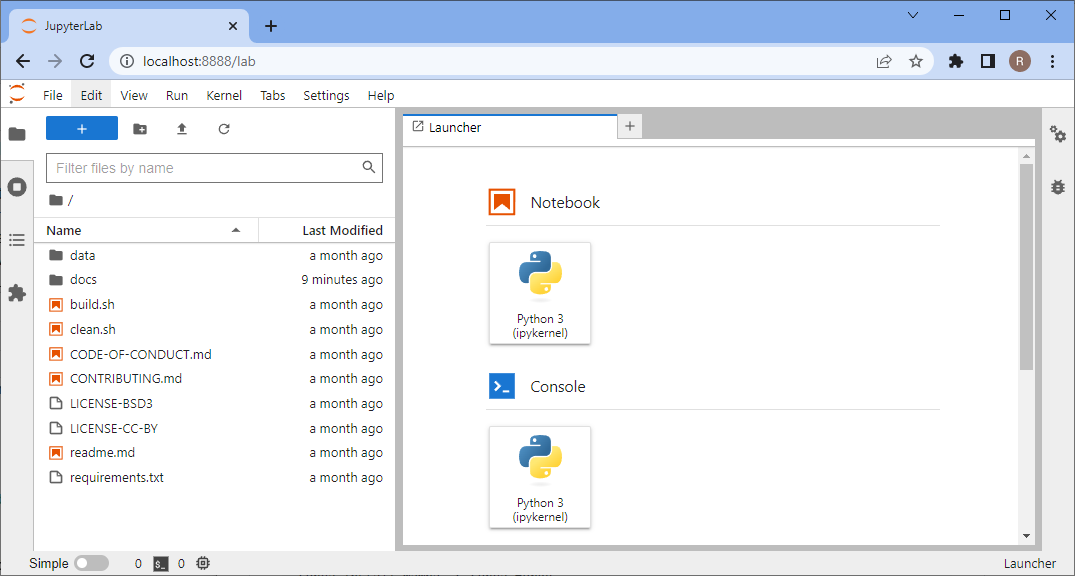 JupyterLab
localhost:8888/lab
R
File Edit View Run Kernel Tabs Settings Help
Launcher
Filter files by name
/
Name Last Modified
data a month ago
docs 9 minutes ago
build.sh a month ago
clean.sh a month ago
CODE-OF-CONDUCT.md a month ago
CONTRIBUTING.md a month ago
LICENSE-BSD3 a month ago
LICENSE-CC-BY a month ago
readme.md a month ago
requirements.txt a month ago
Notebook
Python 3
(ipykernel)
Console
Python 3
(ipykernel)
Simple 0 $_ 0 Launcher